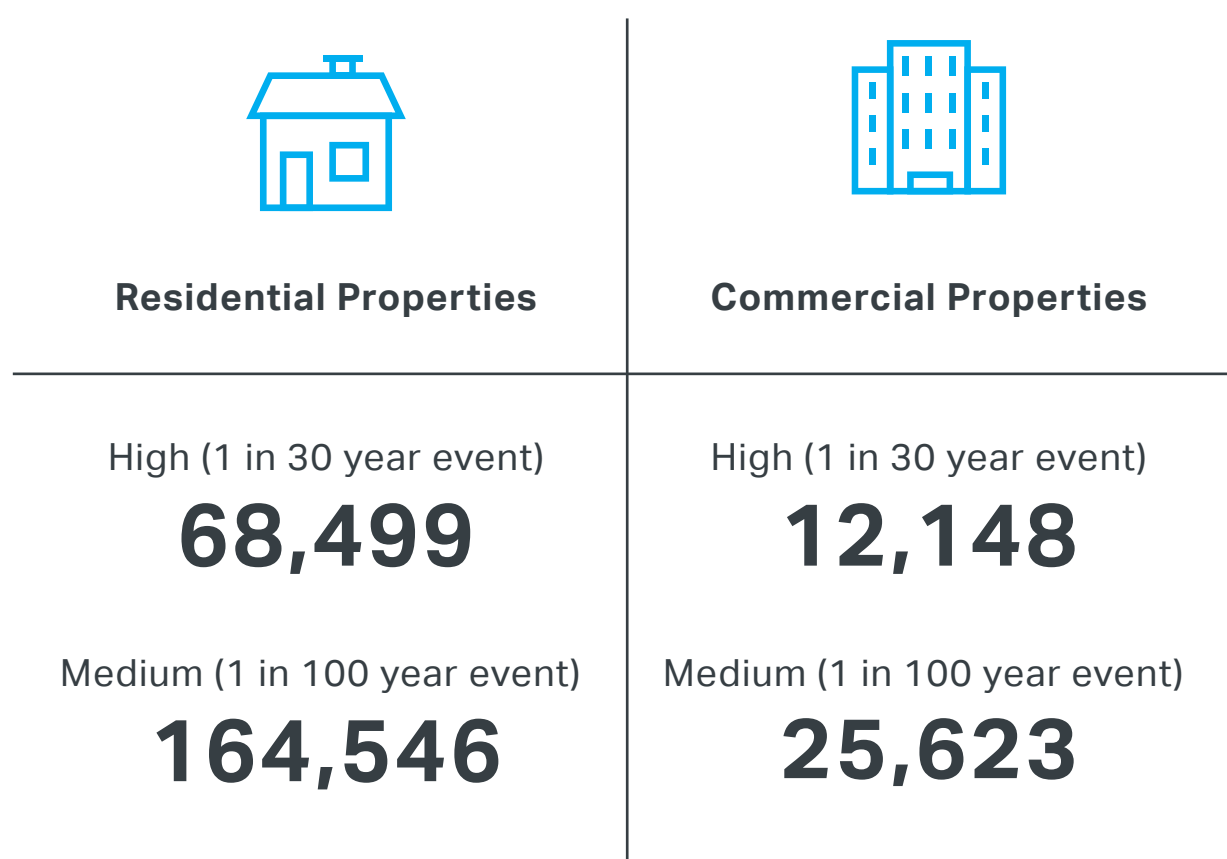 Residential Properties
High (1 in 30 year event)
68,499
Medium (1 in 100 year event)
164,546
Commercial Properties
High (1 in 30 year event)
12,148
Medium (1 in 100 year event)
25,623